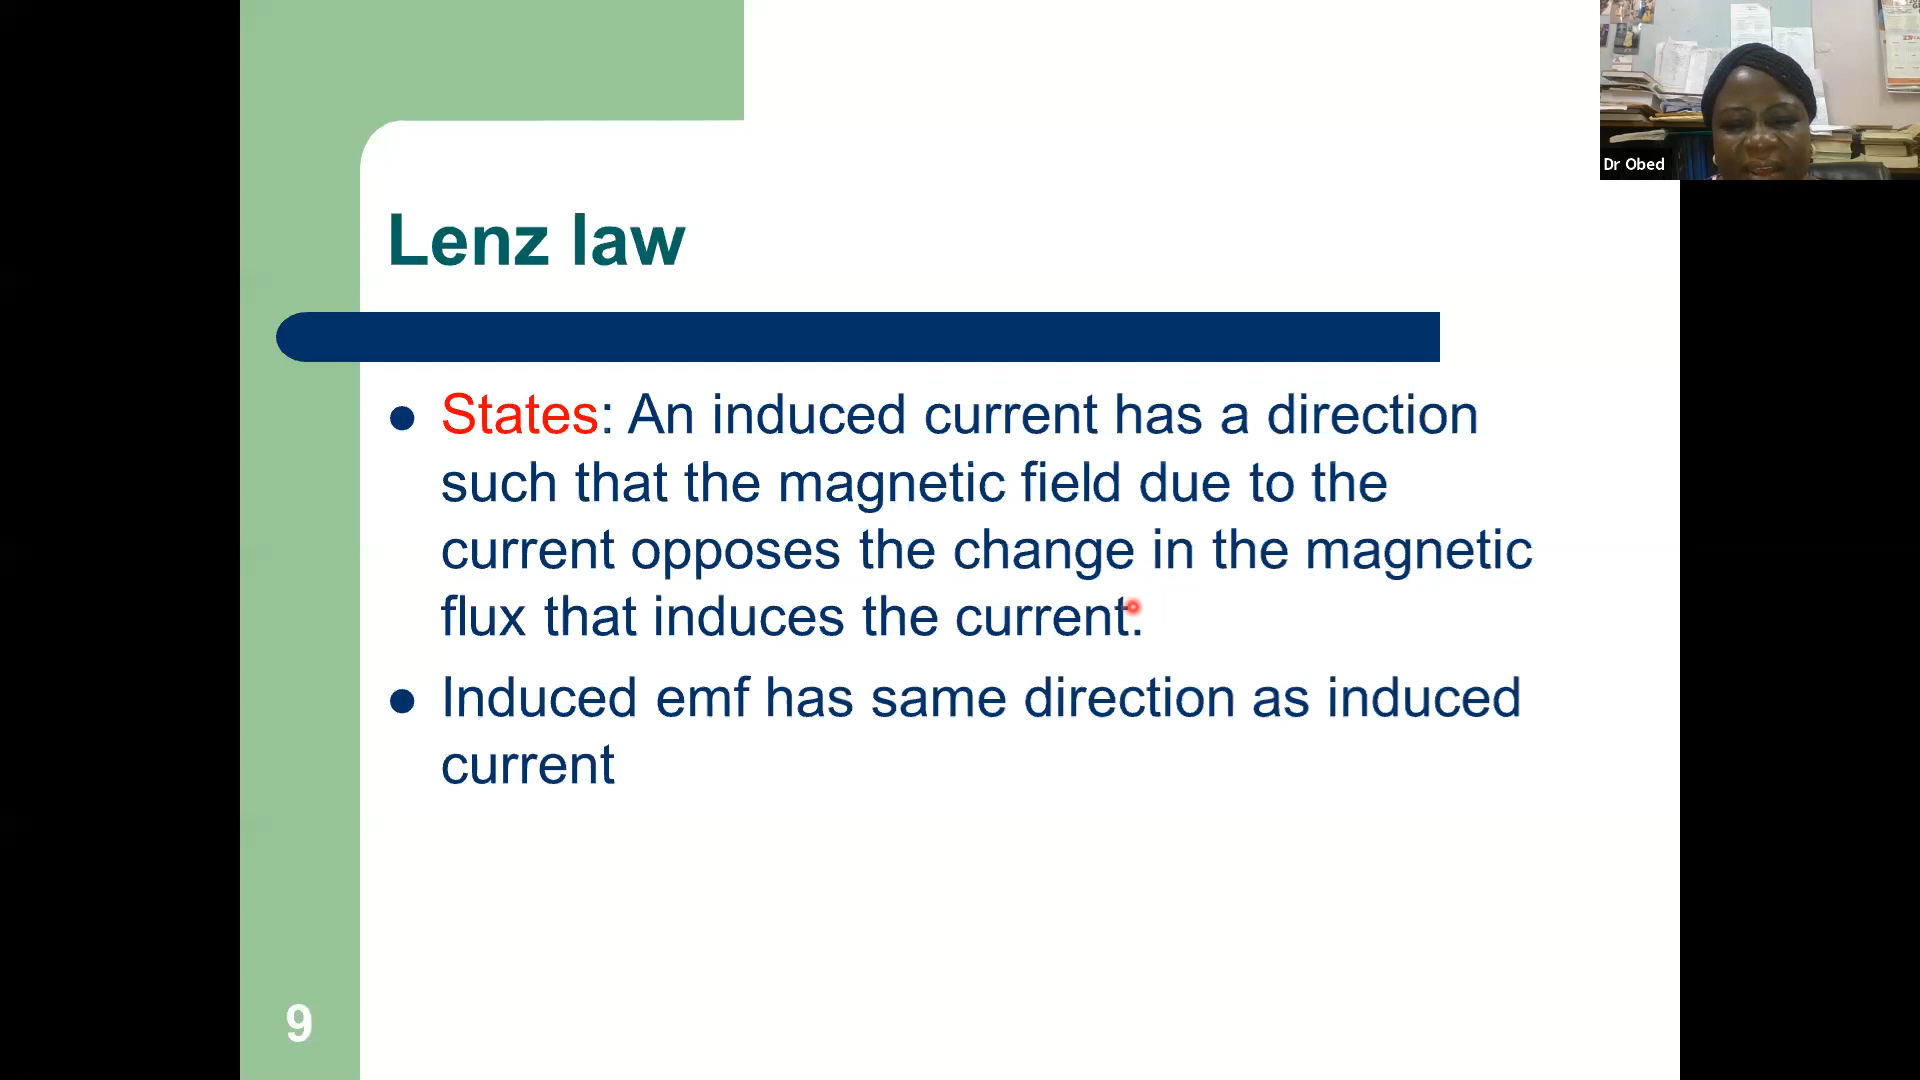 Dr Obed
Lenz law
States: An induced current has a direction
such that the magnetic field due to the
current opposes the change in the magnetic
flux that induces the current.
Induced emf has same direction as induced
current
9